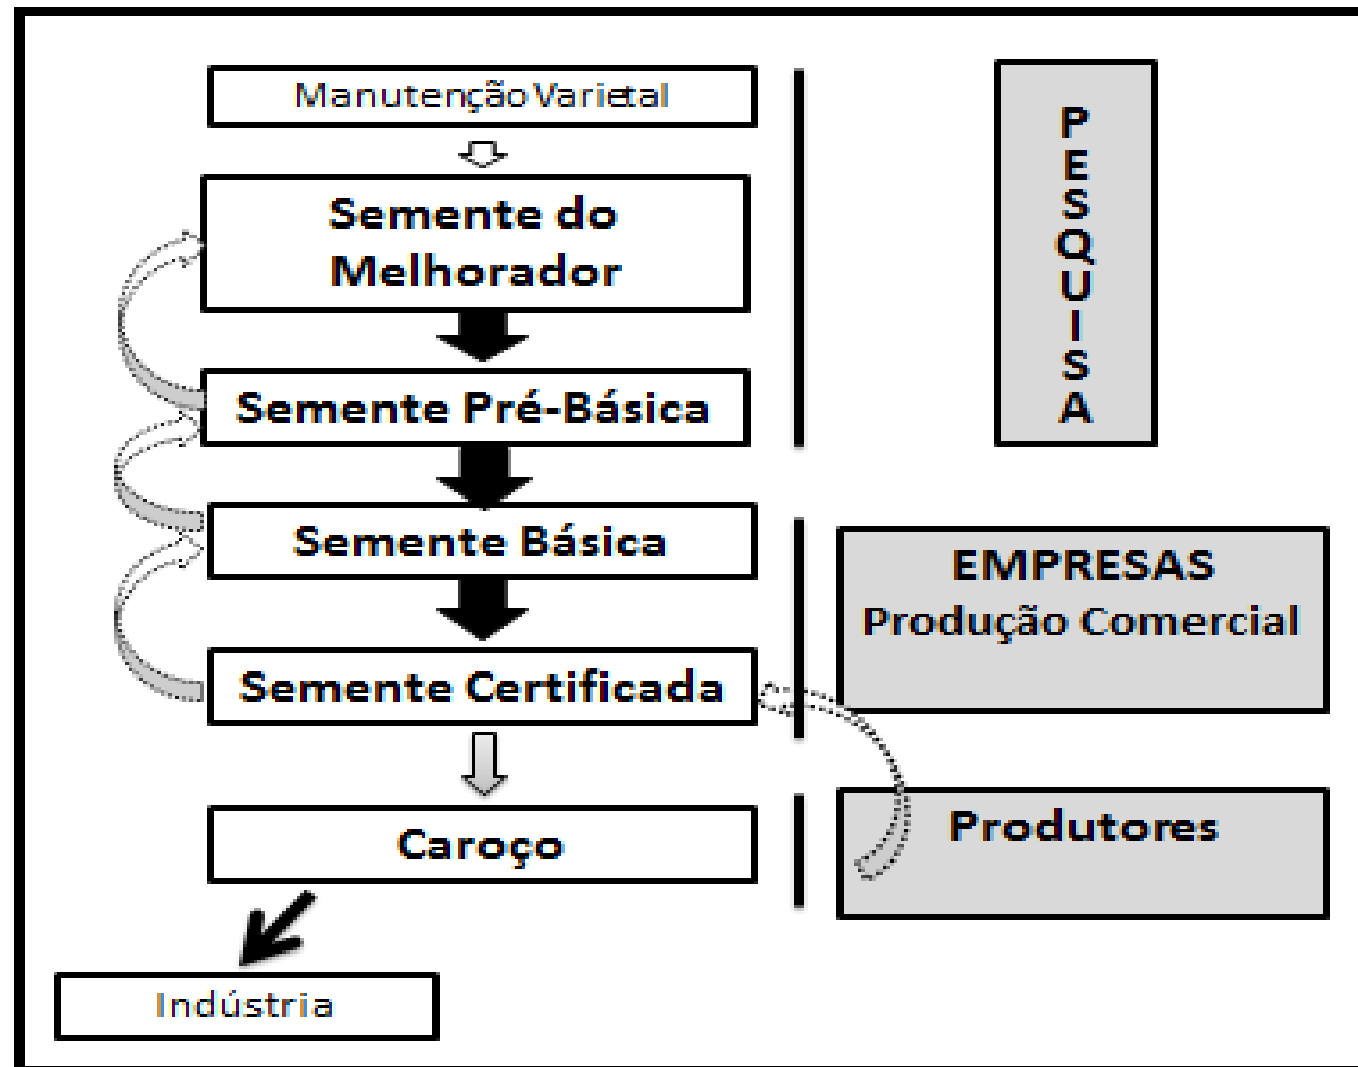 Manutenção Varietal
Semente do
Melhorador
Semente Pré-Básica
Semente Básica
Semente Certificada
Caroço
Indústria
PESQUISA
EMPRESAS
Produção Comercial
Produtores